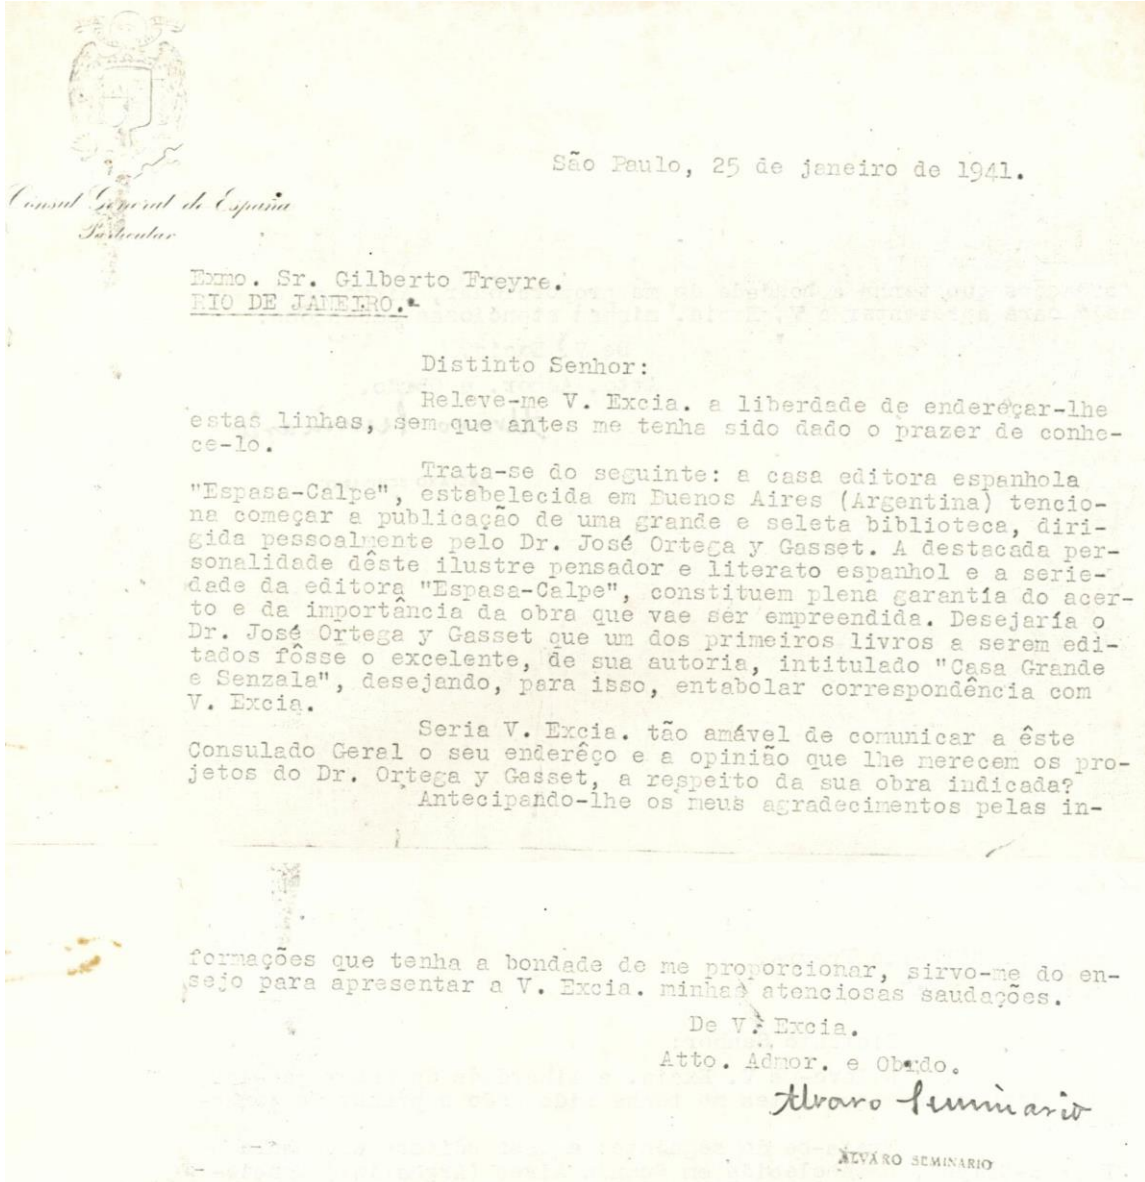 São Paulo, 25 de janeiro de 1941.
Consul General de España
Particular
Exmo. Sr. Gilberto Freyre.
RIO DE JANEIRO.
Distinto Senhor:
Releve-me V. Excia. a liberdade de endereçar-lhe
estas linhas, sem que antes me tenha sido dado o prazer de conhe-
ce-lo.
Trata-se do seguinte: a casa editora espanhola
"Espasa-Calpe", estabelecida em Buenos Aires (Argentina) tencio-
na começar a publicação de uma grande e seleta biblioteca, diri-
gida pessoalmente pelo Dr. José Ortega y Gasset. A destacada per-
sonalidade dêste ilustre pensador e literato espanhol e a serie-
dade da editora "Espasa-Calpe", constituem plena garantía do acer-
to e da importância da obra que vae ser empreendida. Desejaría o
Dr. José Ortega y Gasset que um dos primeiros livros a serem edi-
tados fôsse o excelente, de sua autoria, intitulado "Casa Grande
e Senzala", desejando, para isso, entabolar correspondência com
V. Excia.
Seria V. Excia. tão amável de comunicar a êste
Consulado Geral o seu enderêço e a opinião que lhe merecem os pro-
jetos do Dr. Ortega y Gasset, a respeito da sua obra indicada?
Antecipando-lhe os meus agradecimentos pelas in-
formações que tenha a bondade de me proporcionar, sirvo-me do en-
sejo para apresentar a V. Excia. minhas atenciosas saudações.
De V. Excia.
Atto. Admor. e Obrdo.
Alvaro Seminario
ALVARO SEMINARIO